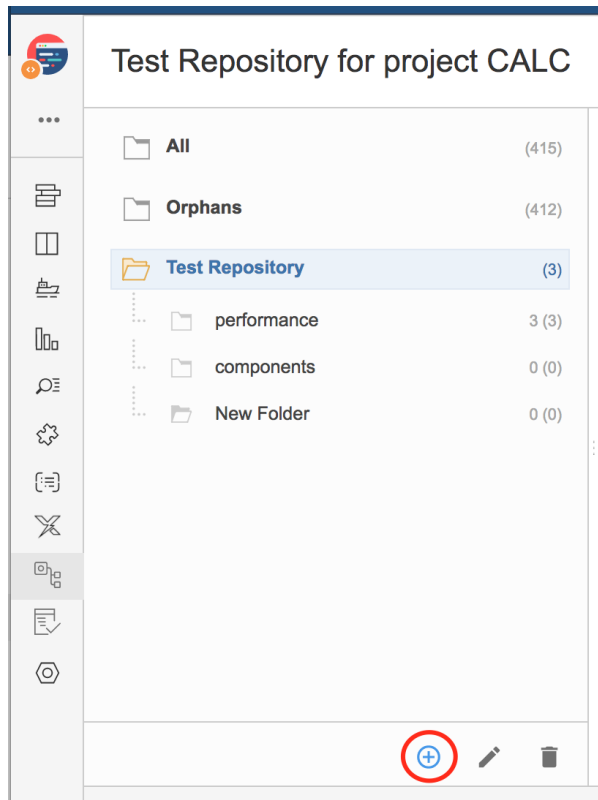 Test Repository for project CALC
All (415)
Orphans (412)
Test Repository (3)
performance 3 (3)
components 0 (0)
New Folder 0 (0)